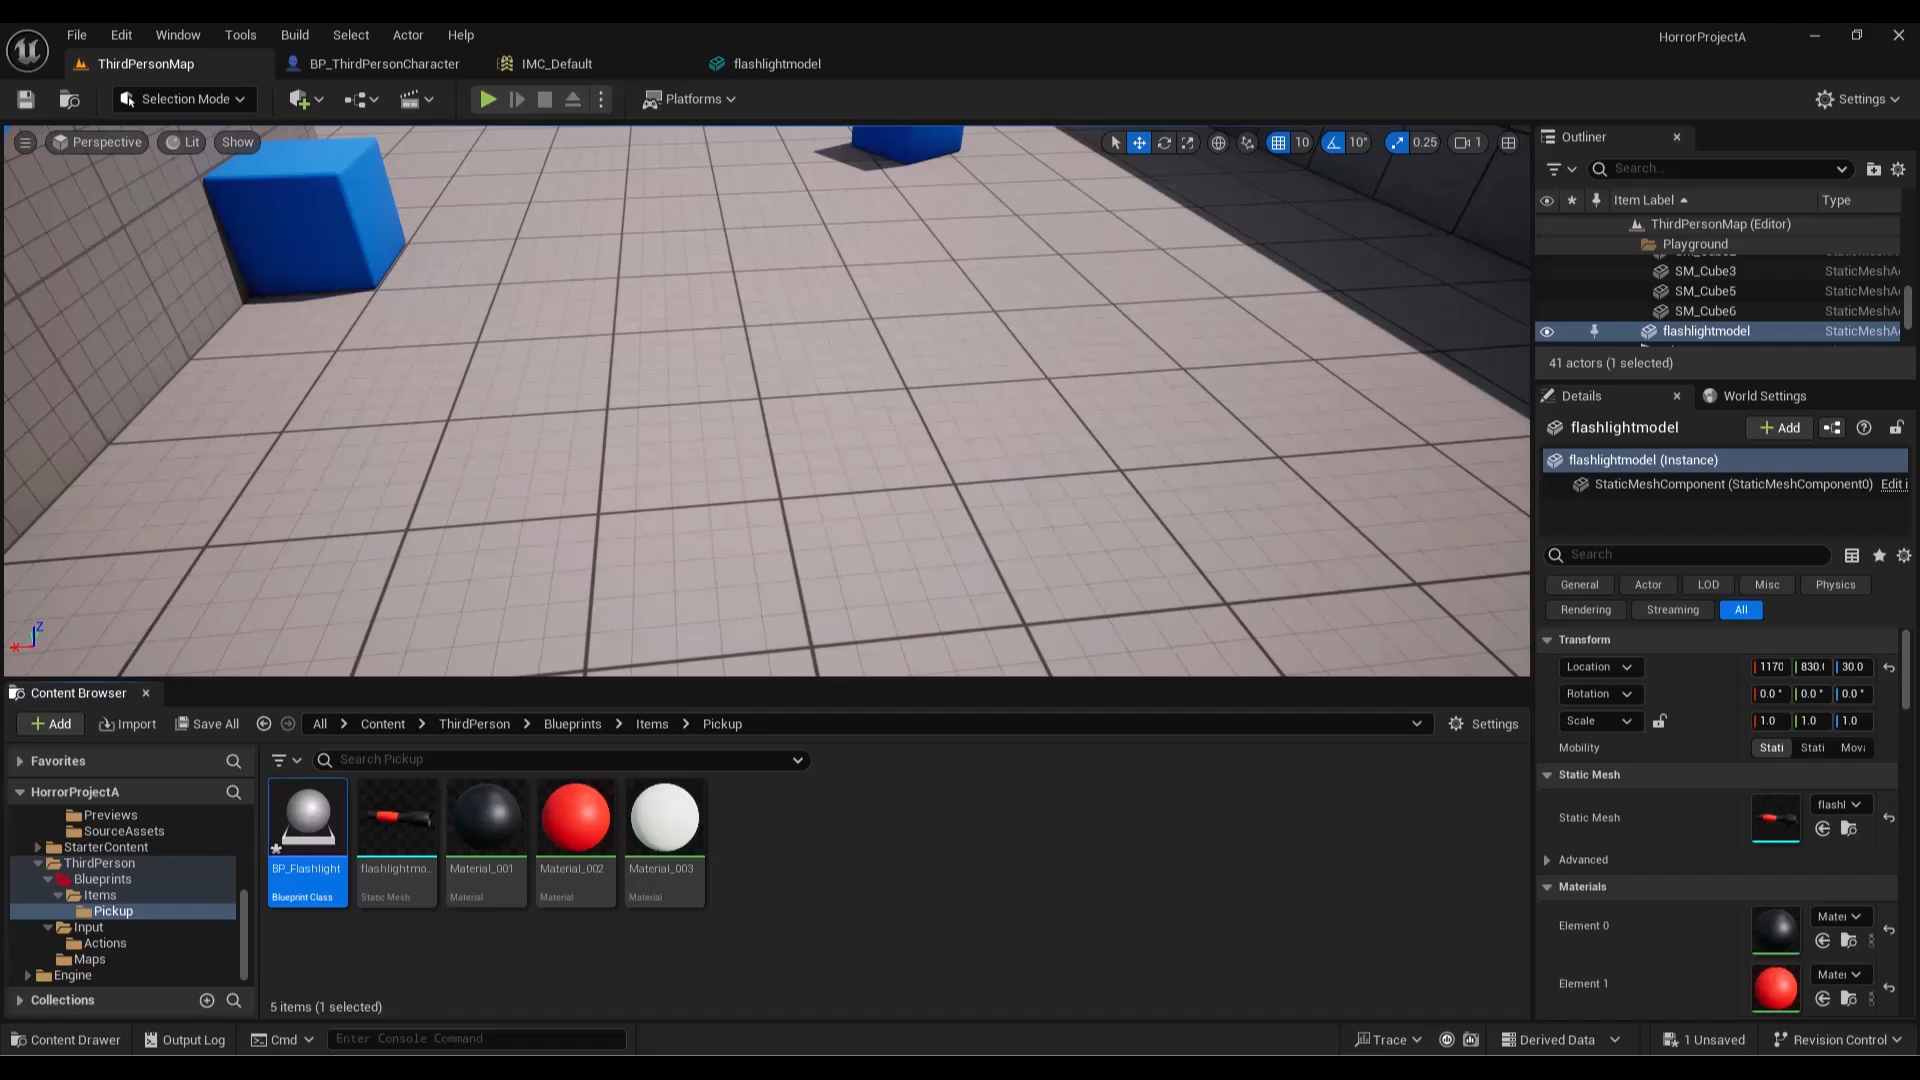 File Edit Window Tools Build Select Actor Help
HorrorProjectA
ThirdPersonMap BP_ThirdPersonCharacter IMC_Default flashlightmodel
Selection Mode Platforms Settings
Perspective Lit Show 10 10° 0.25 1
Outliner
Search...
Item Label Type
ThirdPersonMap (Editor)
Playground
SM_Cube3 StaticMeshA
SM_Cube5 StaticMeshA
SM_Cube6 StaticMeshA
flashlightmodel StaticMeshA
41 actors (1 selected)
Details World Settings
flashlightmodel Add
flashlightmodel (Instance)
StaticMeshComponent (StaticMeshComponent0) Edit i
Search
General Actor LOD Misc Physics
Rendering Streaming All
Transform
Location 1170 830. 30.0
Rotation 0.0 ° 0.0 ° 0.0 °
Scale 1.0 1.0 1.0
Mobility Stati Stati Mov
Static Mesh
Static Mesh flashl
Advanced
Materials
Element 0 Mater
Element 1 Mater
Z
X
Content Browser
Add Import Save All All Content ThirdPerson Blueprints Items Pickup Settings
Favorites
Search Pickup
HorrorProjectA
Previews
SourceAssets
StarterContent
ThirdPerson
Blueprints
Items
Pickup
Input
Actions
Maps
Engine
Collections
BP_Flashlight flashlightmo.. Material_001 Material_002 Material_003
Blueprint Class Static Mesh Material Material Material
5 items (1 selected)
Content Drawer Output Log Cmd Enter Console Command Trace Derived Data 1 Unsaved Revision Control